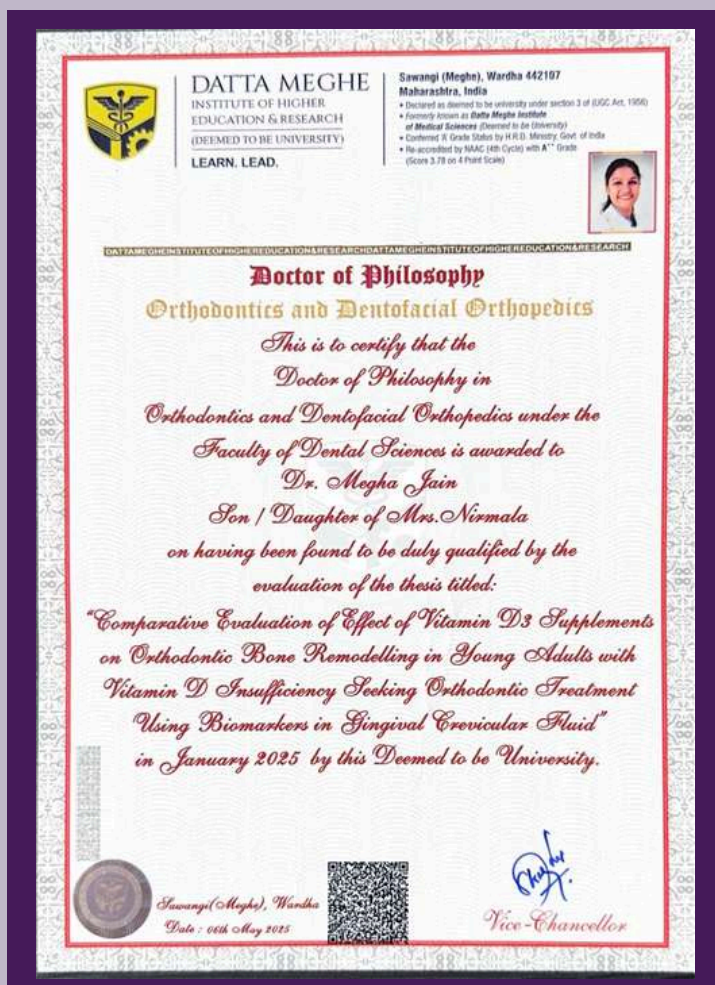 DATTA MEGHE
INSTITUTE OF HIGHER
EDUCATION & RESEARCH
(DEEMED TO BE UNIVERSITY)
LEARN. LEAD.
Sawangi (Meghe), Wardha 442107
Maharashtra, India
• Declared as deemed to be university under section 3 of (UGC Act, 1956)
• Formerly known as Datta Meghe Institute
of Medical Sciences (Deemed to be University)
• Conferred 'A' Grade Status by H.R.D. Ministry, Govt. of India
• Re-accredited by NAAC (4th Cycle) with A++ Grade
(Score 3.78 on 4 Point Scale)
DATTAMEGHEINSTITUTEOFHIGHEREDUCATION&RESEARCHDATTAMEGHEINSTITUTEOFHIGHEREDUCATION&RESEARCH
Doctor of Philosophy
Orthodontics and Dentofacial Orthopedics
This is to certify that the
Doctor of Philosophy in
Orthodontics and Dentofacial Orthopedics under the
Faculty of Dental Sciences is awarded to
Dr. Megha Jain
Son / Daughter of Mrs.Nirmala
on having been found to be duly qualified by the
evaluation of the thesis titled:
"Comparative Evaluation of Effect of Vitamin D3 Supplements
on Orthodontic Bone Remodelling in Young Adults with
Vitamin D Insufficiency Seeking Orthodontic Treatment
Using Biomarkers in Gingival Crevicular Fluid"
in January 2025 by this Deemed to be University.
Sawangi(Meghe), Wardha
Date : 06th May 2025
Vice-Chancellor